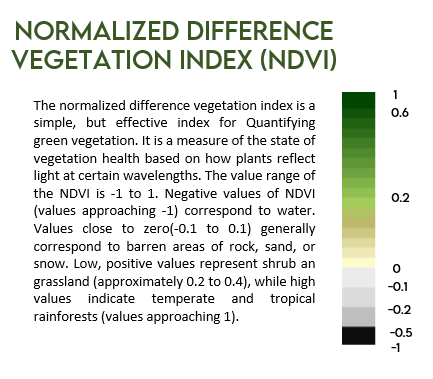 NORMALIZED DIFFERENCE
VEGETATION INDEX (NDVI)
The normalized difference vegetation index is a
simple, but effective index for Quantifying
green vegetation. It is a measure of the state of
vegetation health based on how plants reflect
light at certain wavelengths. The value range of
the NDVI is -1 to 1. Negative values of NDVI
(values approaching -1) correspond to water.
Values close to zero(-0.1 to 0.1) generally
correspond to barren areas of rock, sand, or
snow. Low, positive values represent shrub an
grassland (approximately 0.2 to 0.4), while high
values indicate temperate and tropical
rainforests (values approaching 1).
1
0.6
0.2
0
-0.1
-0.2
-0.5
-1